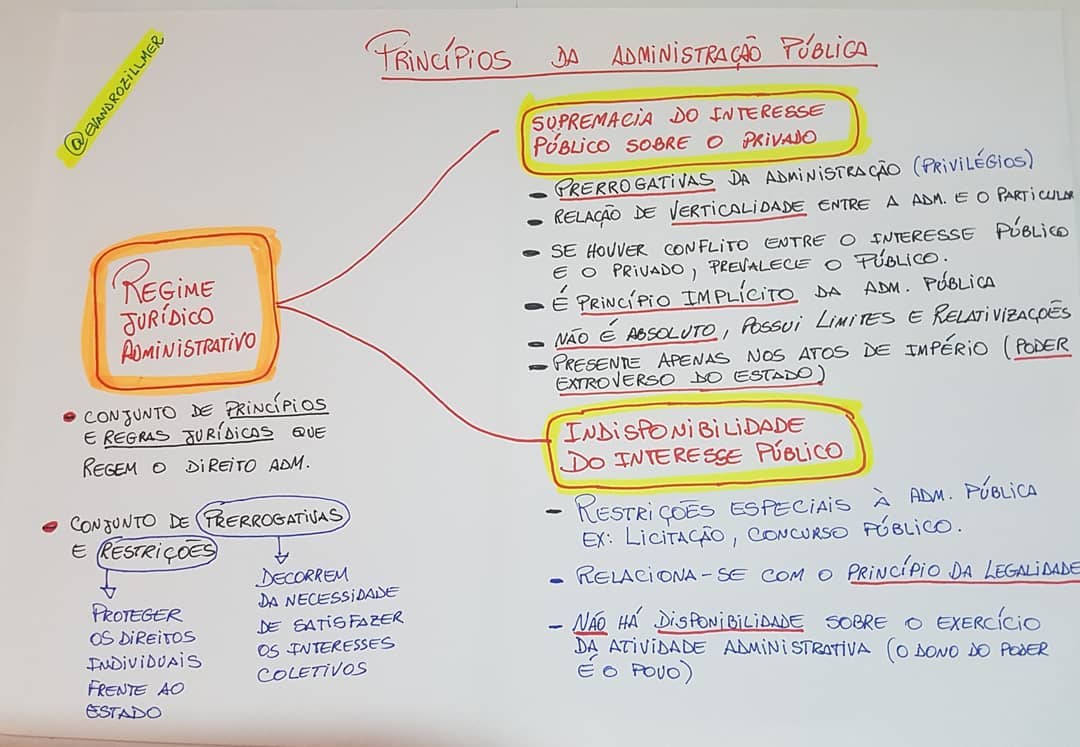 @EVANDROZILLMER
PRINCÍPIOS DA ADMINISTRAÇÃO PÚBLICA
REGIME
JURÍDICO
ADMINISTRATIVO
• CONJUNTO DE PRINCÍPIOS
E REGRAS JURÍDICAS QUE
REGEM O DIREITO ADM.
• CONJUNTO DE PRERROGATIVAS
E RESTRIÇÕES
PROTEGER
OS DIREITOS
INDIVIDUAIS
FRENTE AO
ESTADO
DECORREM
DA NECESSIDADE
DE SATISFAZER
OS INTERESSES
COLETIVOS
SUPREMACIA DO INTERESSE
PÚBLICO SOBRE O PRIVADO
- PRERROGATIVAS DA ADMINISTRAÇÃO (PRIVILÉGIOS)
- RELAÇÃO DE VERTICALIDADE ENTRE A ADM. E O PARTICULAR
- SE HOUVER CONFLITO ENTRE O INTERESSE PÚBLICO
E O PRIVADO, PREVALECE O PÚBLICO.
- É PRINCÍPIO IMPLÍCITO DA ADM. PÚBLICA
- NÃO É ABSOLUTO, POSSUI LIMITES E RELATIVIZAÇÕES
- PRESENTE APENAS NOS ATOS DE IMPÉRIO (PODER
EXTROVERSO DO ESTADO)
INDISPONIBILIDADE
DO INTERESSE PÚBLICO
- RESTRIÇÕES ESPECIAIS À ADM. PÚBLICA
EX: LICITAÇÃO, CONCURSO PÚBLICO.
- RELACIONA-SE COM O PRINCÍPIO DA LEGALIDADE
- NÃO HÁ DISPONIBILIDADE SOBRE O EXERCÍCIO
DA ATIVIDADE ADMINISTRATIVA (O DONO DO PODER
É O POVO)